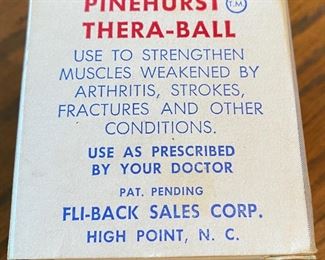 PINEHURST T.M.
THERA-BALL
USE TO STRENGTHEN
MUSCLES WEAKENED BY
ARTHRITIS, STROKES,
FRACTURES AND OTHER
CONDITIONS.
USE AS PRESCRIBED
BY YOUR DOCTOR
PAT. PENDING
FLI-BACK SALES CORP.
HIGH POINT, N. C.